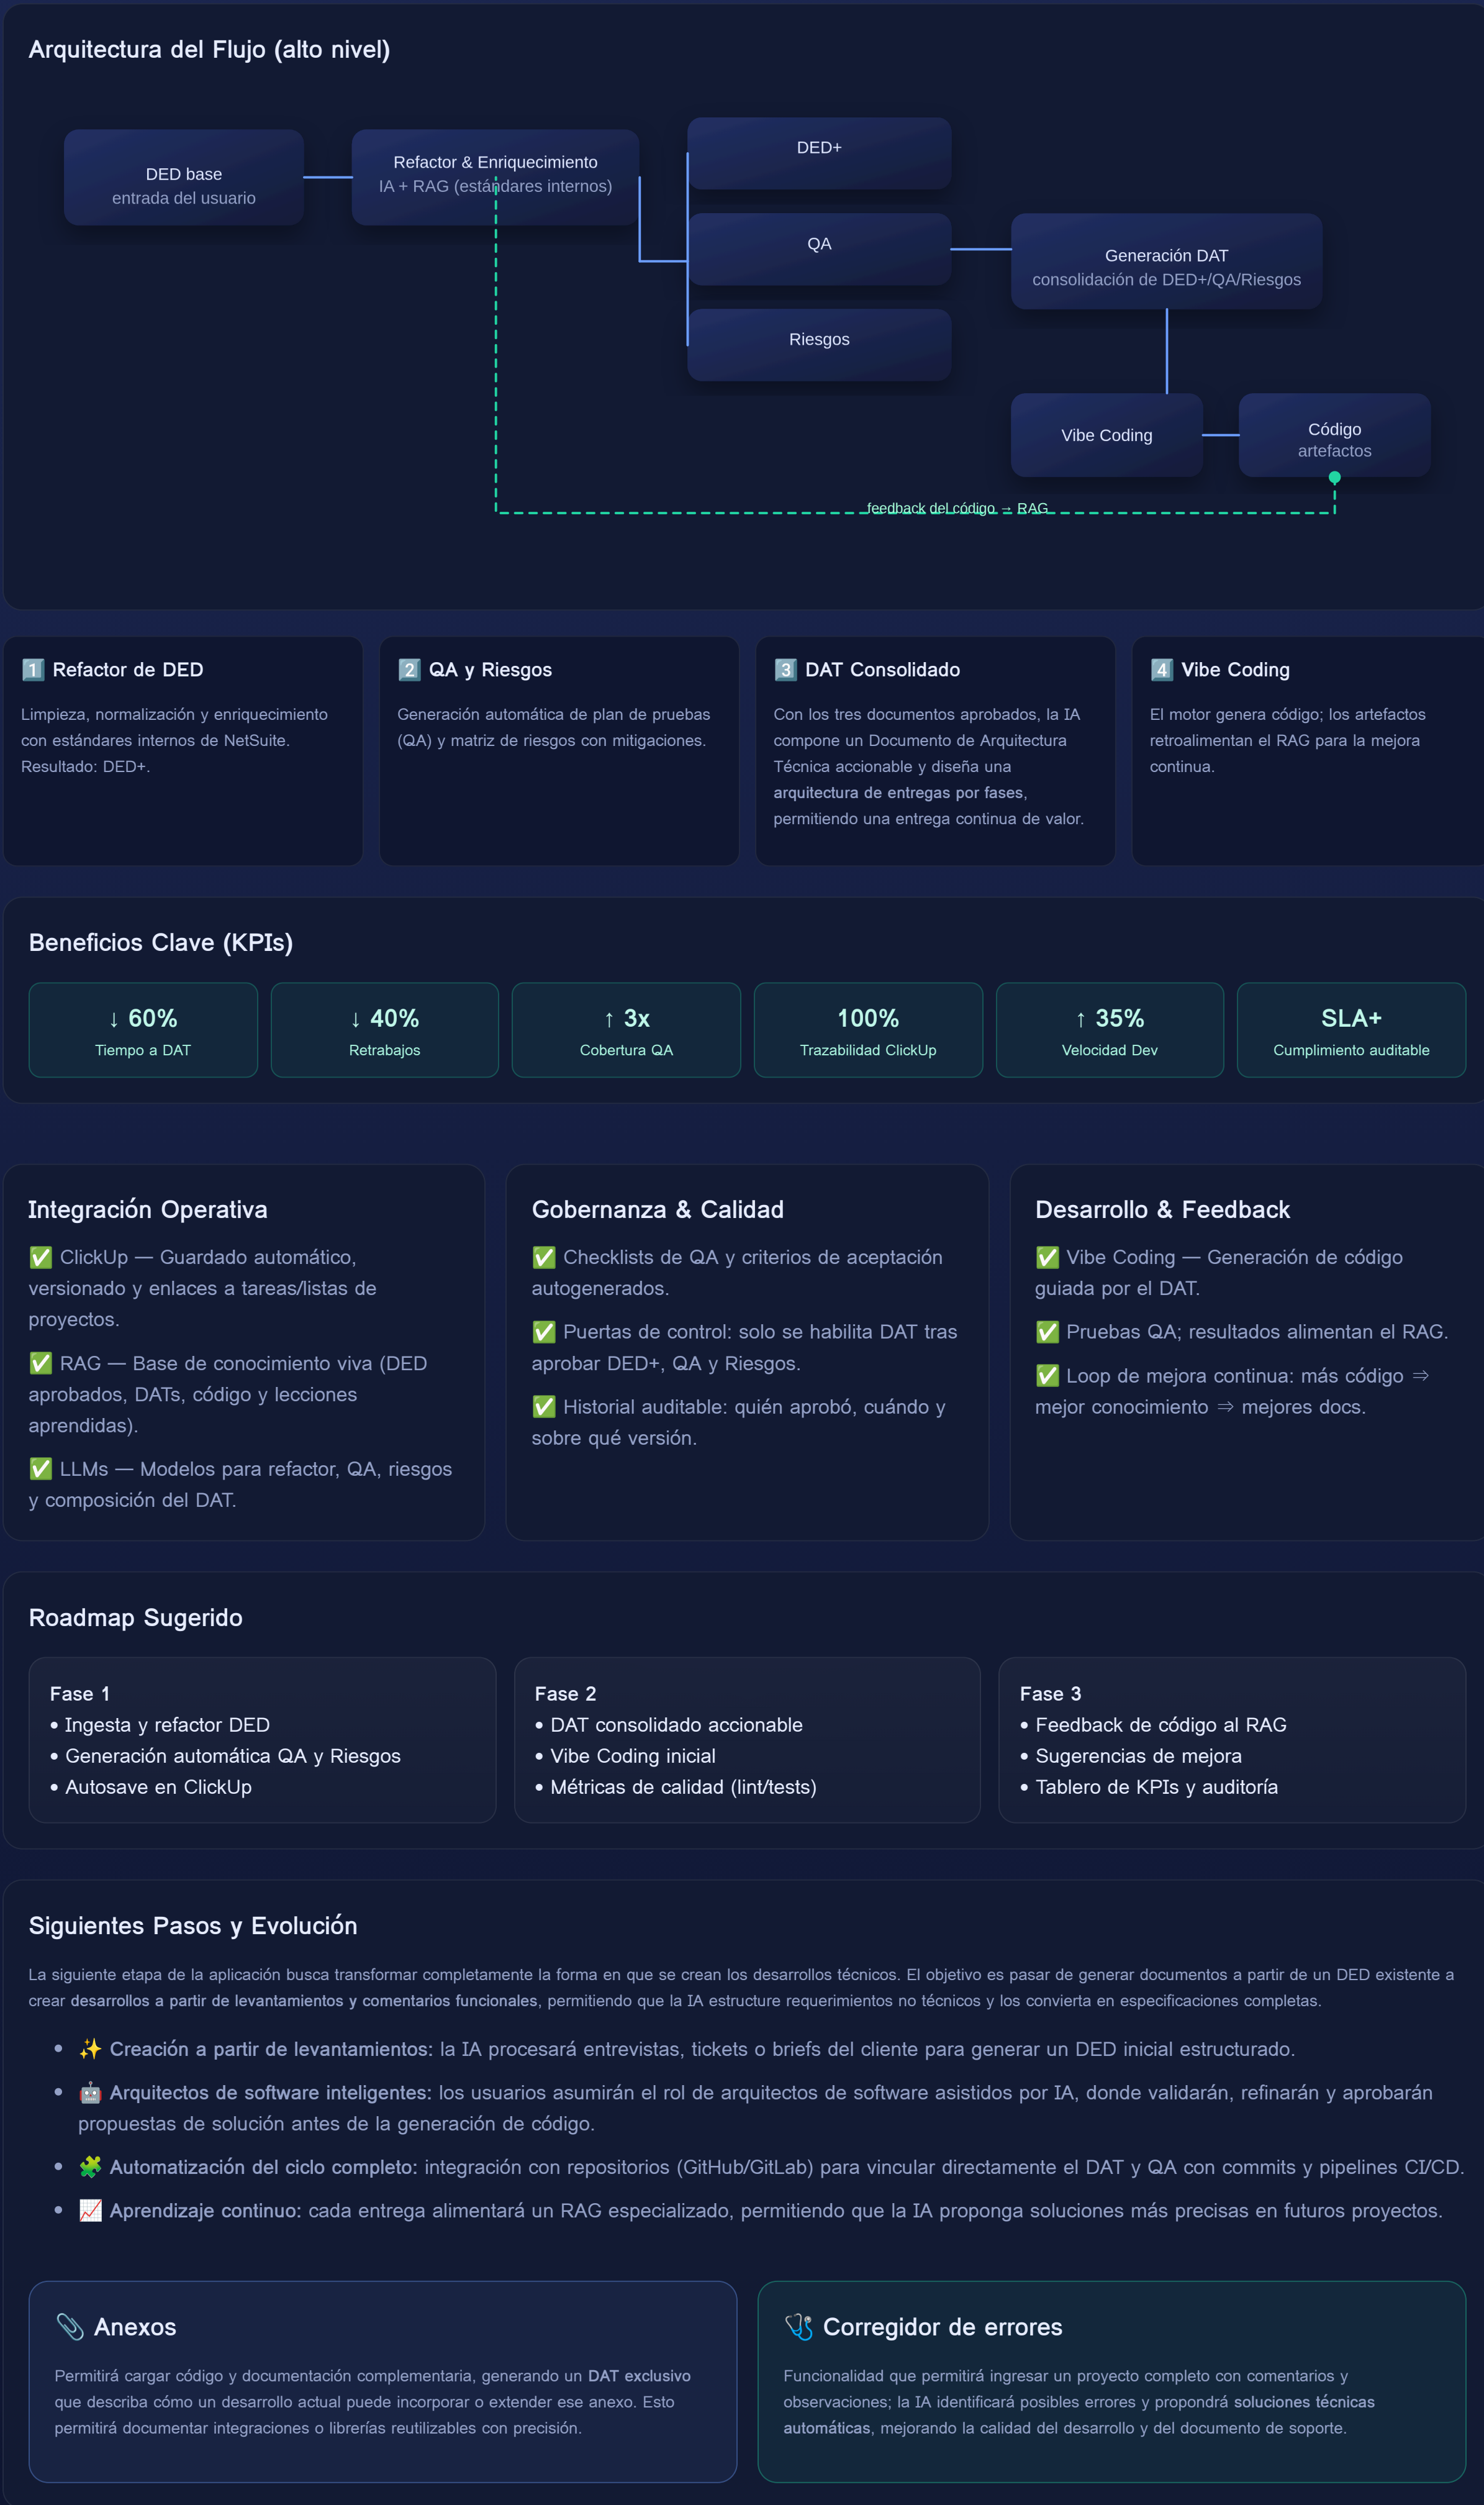 Arquitectura del Flujo (alto nivel)
DED base
entrada del usuario
Refactor & Enriquecimiento
IA + RAG (estándares internos)
DED+
QA
Riesgos
Generación DAT
consolidación de DED+/QA/Riesgos
Vibe Coding
Código
artefactos
feedback del código → RAG
1️⃣ Refactor de DED
Limpieza, normalización y enriquecimiento
con estándares internos de NetSuite.
Resultado: DED+.
2️⃣ QA y Riesgos
Generación automática de plan de pruebas
(QA) y matriz de riesgos con mitigaciones.
3️⃣ DAT Consolidado
Con los tres documentos aprobados, la IA
compone un Documento de Arquitectura
Técnica accionable y diseña una
arquitectura de entregas por fases,
permitiendo una entrega continua de valor.
4️⃣ Vibe Coding
El motor genera código; los artefactos
retroalimentan el RAG para la mejora
continua.
Beneficios Clave (KPIs)
↓ 60%
Tiempo a DAT
↓ 40%
Retrabajos
↑ 3x
Cobertura QA
100%
Trazabilidad ClickUp
↑ 35%
Velocidad Dev
SLA+
Cumplimiento auditable
Integración Operativa
✅ ClickUp — Guardado automático,
versionado y enlaces a tareas/listas de
proyectos.
✅ RAG — Base de conocimiento viva (DED
aprobados, DATs, código y lecciones
aprendidas).
✅ LLMs — Modelos para refactor, QA, riesgos
y composición del DAT.
Gobernanza & Calidad
✅ Checklists de QA y criterios de aceptación
autogenerados.
✅ Puertas de control: solo se habilita DAT tras
aprobar DED+, QA y Riesgos.
✅ Historial auditable: quién aprobó, cuándo y
sobre qué versión.
Desarrollo & Feedback
✅ Vibe Coding — Generación de código
guiada por el DAT.
✅ Pruebas QA; resultados alimentan el RAG.
✅ Loop de mejora continua: más código ⇒
mejor conocimiento ⇒ mejores docs.
Roadmap Sugerido
Fase 1
• Ingesta y refactor DED
• Generación automática QA y Riesgos
• Autosave en ClickUp
Fase 2
• DAT consolidado accionable
• Vibe Coding inicial
• Métricas de calidad (lint/tests)
Fase 3
• Feedback de código al RAG
• Sugerencias de mejora
• Tablero de KPIs y auditoría
Siguientes Pasos y Evolución
La siguiente etapa de la aplicación busca transformar completamente la forma en que se crean los desarrollos técnicos. El objetivo es pasar de generar documentos a partir de un DED existente a
crear desarrollos a partir de levantamientos y comentarios funcionales, permitiendo que la IA estructure requerimientos no técnicos y los convierta en especificaciones completas.
• ✨ Creación a partir de levantamientos: la IA procesará entrevistas, tickets o briefs del cliente para generar un DED inicial estructurado.
• 🤖 Arquitectos de software inteligentes: los usuarios asumirán el rol de arquitectos de software asistidos por IA, donde validarán, refinarán y aprobarán
propuestas de solución antes de la generación de código.
• 🧩 Automatización del ciclo completo: integración con repositorios (GitHub/GitLab) para vincular directamente el DAT y QA con commits y pipelines CI/CD.
• 📈 Aprendizaje continuo: cada entrega alimentará un RAG especializado, permitiendo que la IA proponga soluciones más precisas en futuros proyectos.
📎 Anexos
Permitirá cargar código y documentación complementaria, generando un DAT exclusivo
que describa cómo un desarrollo actual puede incorporar o extender ese anexo. Esto
permitirá documentar integraciones o librerías reutilizables con precisión.
🩺 Corregidor de errores
Funcionalidad que permitirá ingresar un proyecto completo con comentarios y
observaciones; la IA identificará posibles errores y propondrá soluciones técnicas
automáticas, mejorando la calidad del desarrollo y del documento de soporte.